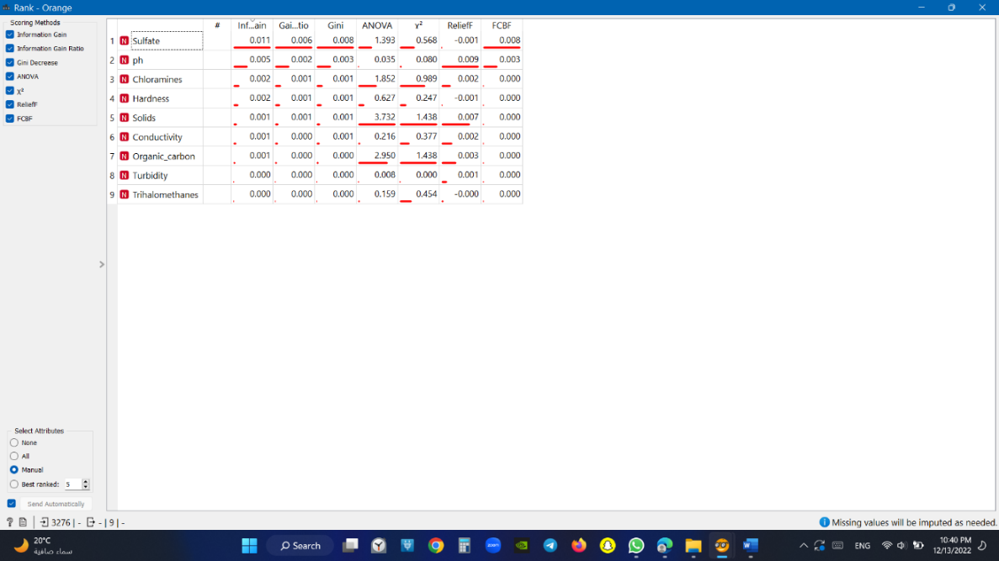 Rank - Orange
Scoring Methods
Information Gain
Information Gain Ratio
Gini Decrease
ANOVA
χ²
ReliefF
FCBF
# Inf...ain Gai...tio Gini ANOVA χ² ReliefF FCBF
1 N Sulfate 0.011 0.006 0.008 1.393 0.568 -0.001 0.008
2 N ph 0.005 0.002 0.003 0.035 0.080 0.009 0.003
3 N Chloramines 0.002 0.001 0.001 1.852 0.989 0.002 0.000
4 N Hardness 0.002 0.001 0.001 0.627 0.247 -0.001 0.000
5 N Solids 0.001 0.001 0.001 3.732 1.438 0.007 0.000
6 N Conductivity 0.001 0.000 0.001 0.216 0.377 0.002 0.000
7 N Organic_carbon 0.001 0.000 0.000 2.950 1.438 0.003 0.000
8 N Turbidity 0.000 0.000 0.000 0.008 0.000 0.001 0.000
9 N Trihalomethanes 0.000 0.000 0.000 0.159 0.454 -0.000 0.000
Select Attributes
None
All
Manual
Best ranked: 5
Send Automatically
? 3276 | - - | 9 | -
Missing values will be imputed as needed.
20°C
سماء صافية
Search
zoom
W
ENG
10:40 PM
12/13/2022